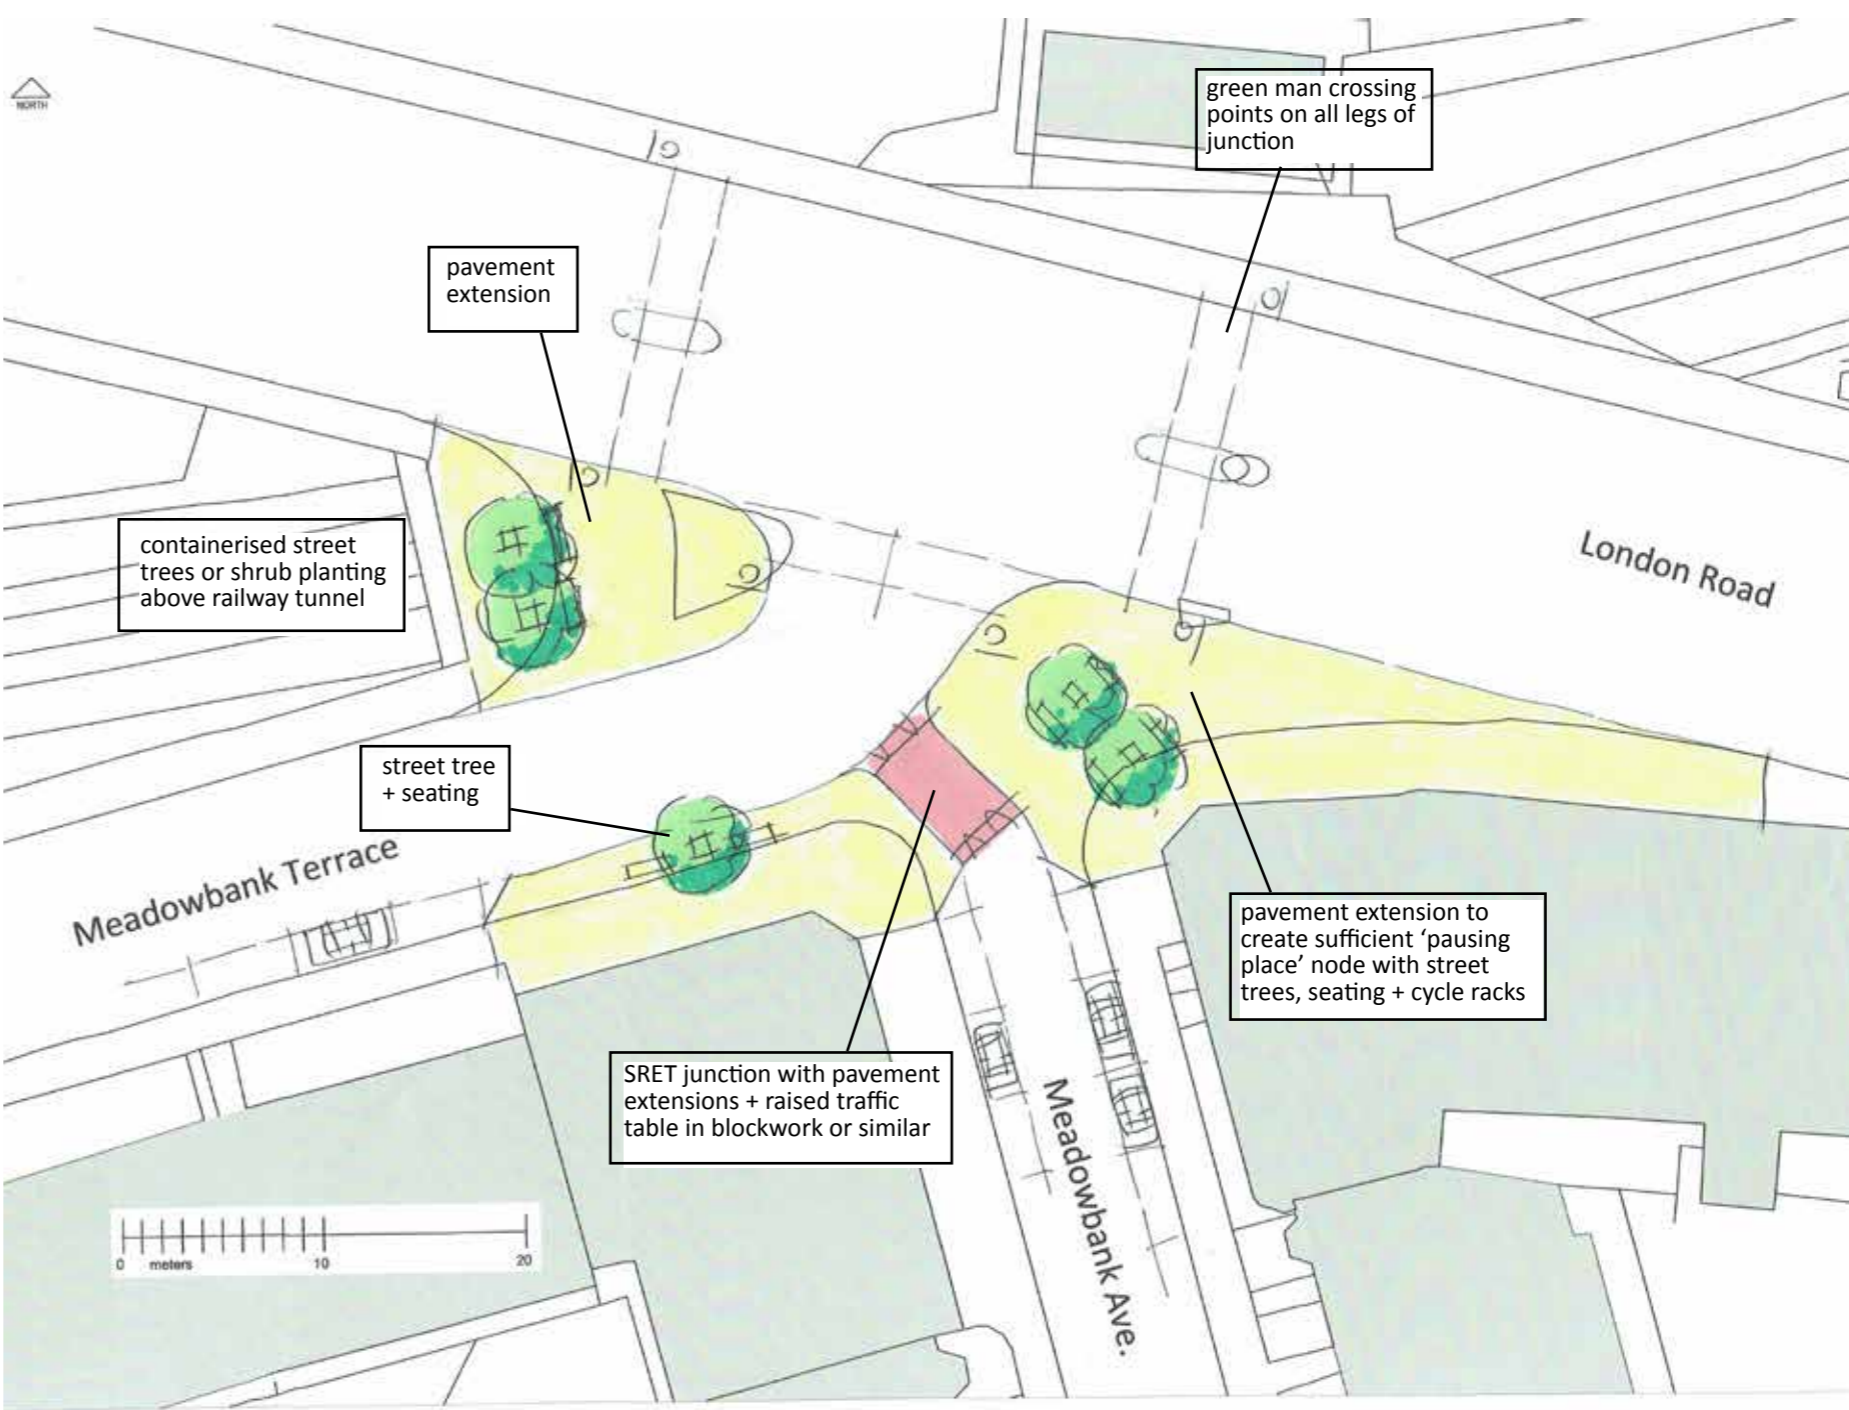 NORTH
green man crossing
points on all legs of
junction
pavement
extension
containerised street
trees or shrub planting
above railway tunnel
London Road
street tree
+ seating
Meadowbank Terrace
pavement extension to
create sufficient ‘pausing
place’ node with street
trees, seating + cycle racks
SRET junction with pavement
extensions + raised traffic
table in blockwork or similar
Meadowbank Ave.
0 meters 10 20